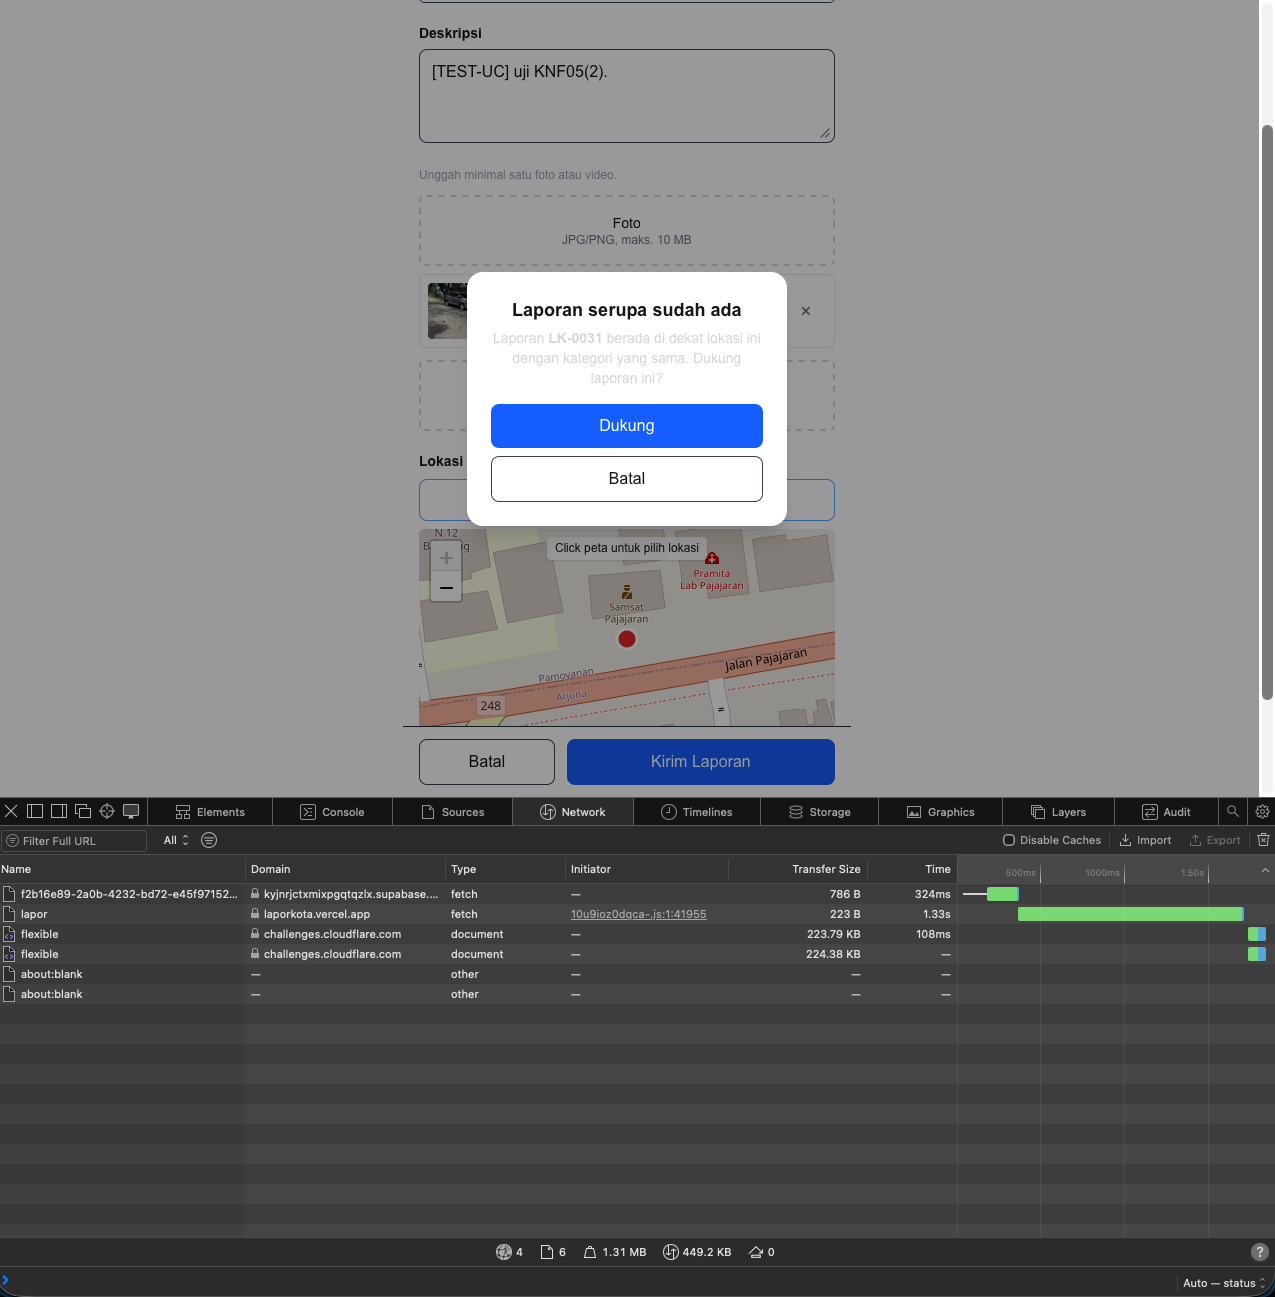 Deskripsi
[TEST-UC] uji KNF05(2).
Unggah minimal satu foto atau video.
Foto
JPG/PNG, maks. 10 MB
×
Laporan serupa sudah ada
Laporan LK-0031 berada di dekat lokasi ini
dengan kategori yang sama. Dukung
laporan ini?
Dukung
Batal
Lokasi
N 12
+
−
Click peta untuk pilih lokasi
Pramita
Lab Pajajaran
Samsat
Pajajaran
Jalan Pajajaran
Pamoyanan
Arjuna
248
Batal
Kirim Laporan
Elements
Console
Sources
Network
Timelines
Storage
Graphics
Layers
Audit
Filter Full URL
All
Disable Caches
Import
Export
Name Domain Type Initiator Transfer Size Time 500ms 1000ms 1.50s
f2b16e89-2a0b-4232-bd72-e45f97152... kyjnrjctxmixpgqtqzlx.supabase.... fetch — 786 B 324ms
lapor laporkota.vercel.app fetch 10u9ioz0dqca-.js:1:41955 223 B 1.33s
flexible challenges.cloudflare.com document — 223.79 KB 108ms
flexible challenges.cloudflare.com document — 224.38 KB —
about:blank — other — — —
about:blank — other — — —
4 6 1.31 MB 449.2 KB 0
?
Auto — status